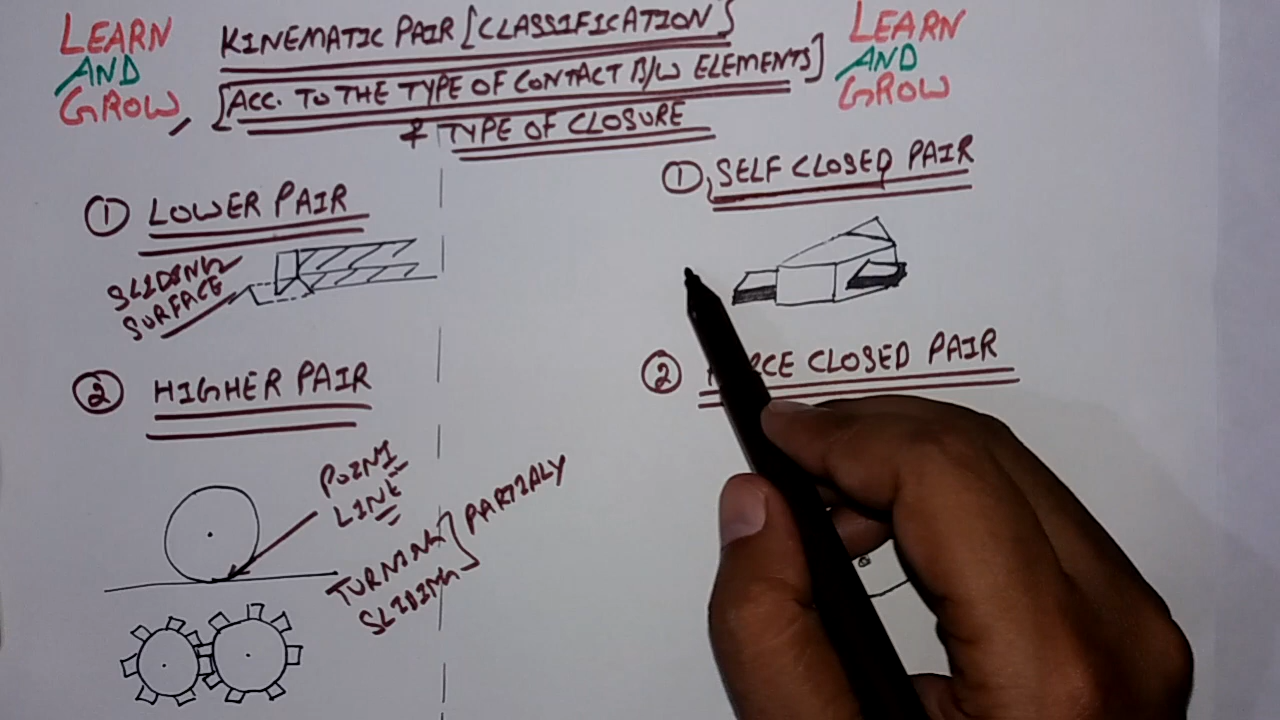 LEARN
AND
GROW,
KINEMATIC PAIR [CLASSIFICATION]
[ACC. TO THE TYPE OF CONTACT B/W ELEMENTS]
& TYPE OF CLOSURE
LEARN
AND
GROW
① LOWER PAIR
SLIDING
SURFACE
② HIGHER PAIR
POINT
LINE
TURNING
SLIDING } PARTIALY
① SELF CLOSED PAIR
② CLOSED PAIR